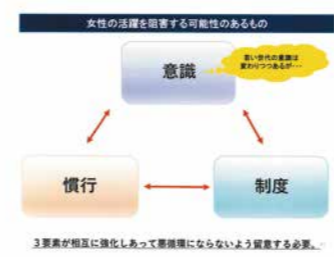 女性の活躍を阻害する可能性のあるもの
意識
若い世代の意識は
変わりつつあるが…
慣行
制度
3要素が相互に強化しあって悪循環にならないよう留意する必要。